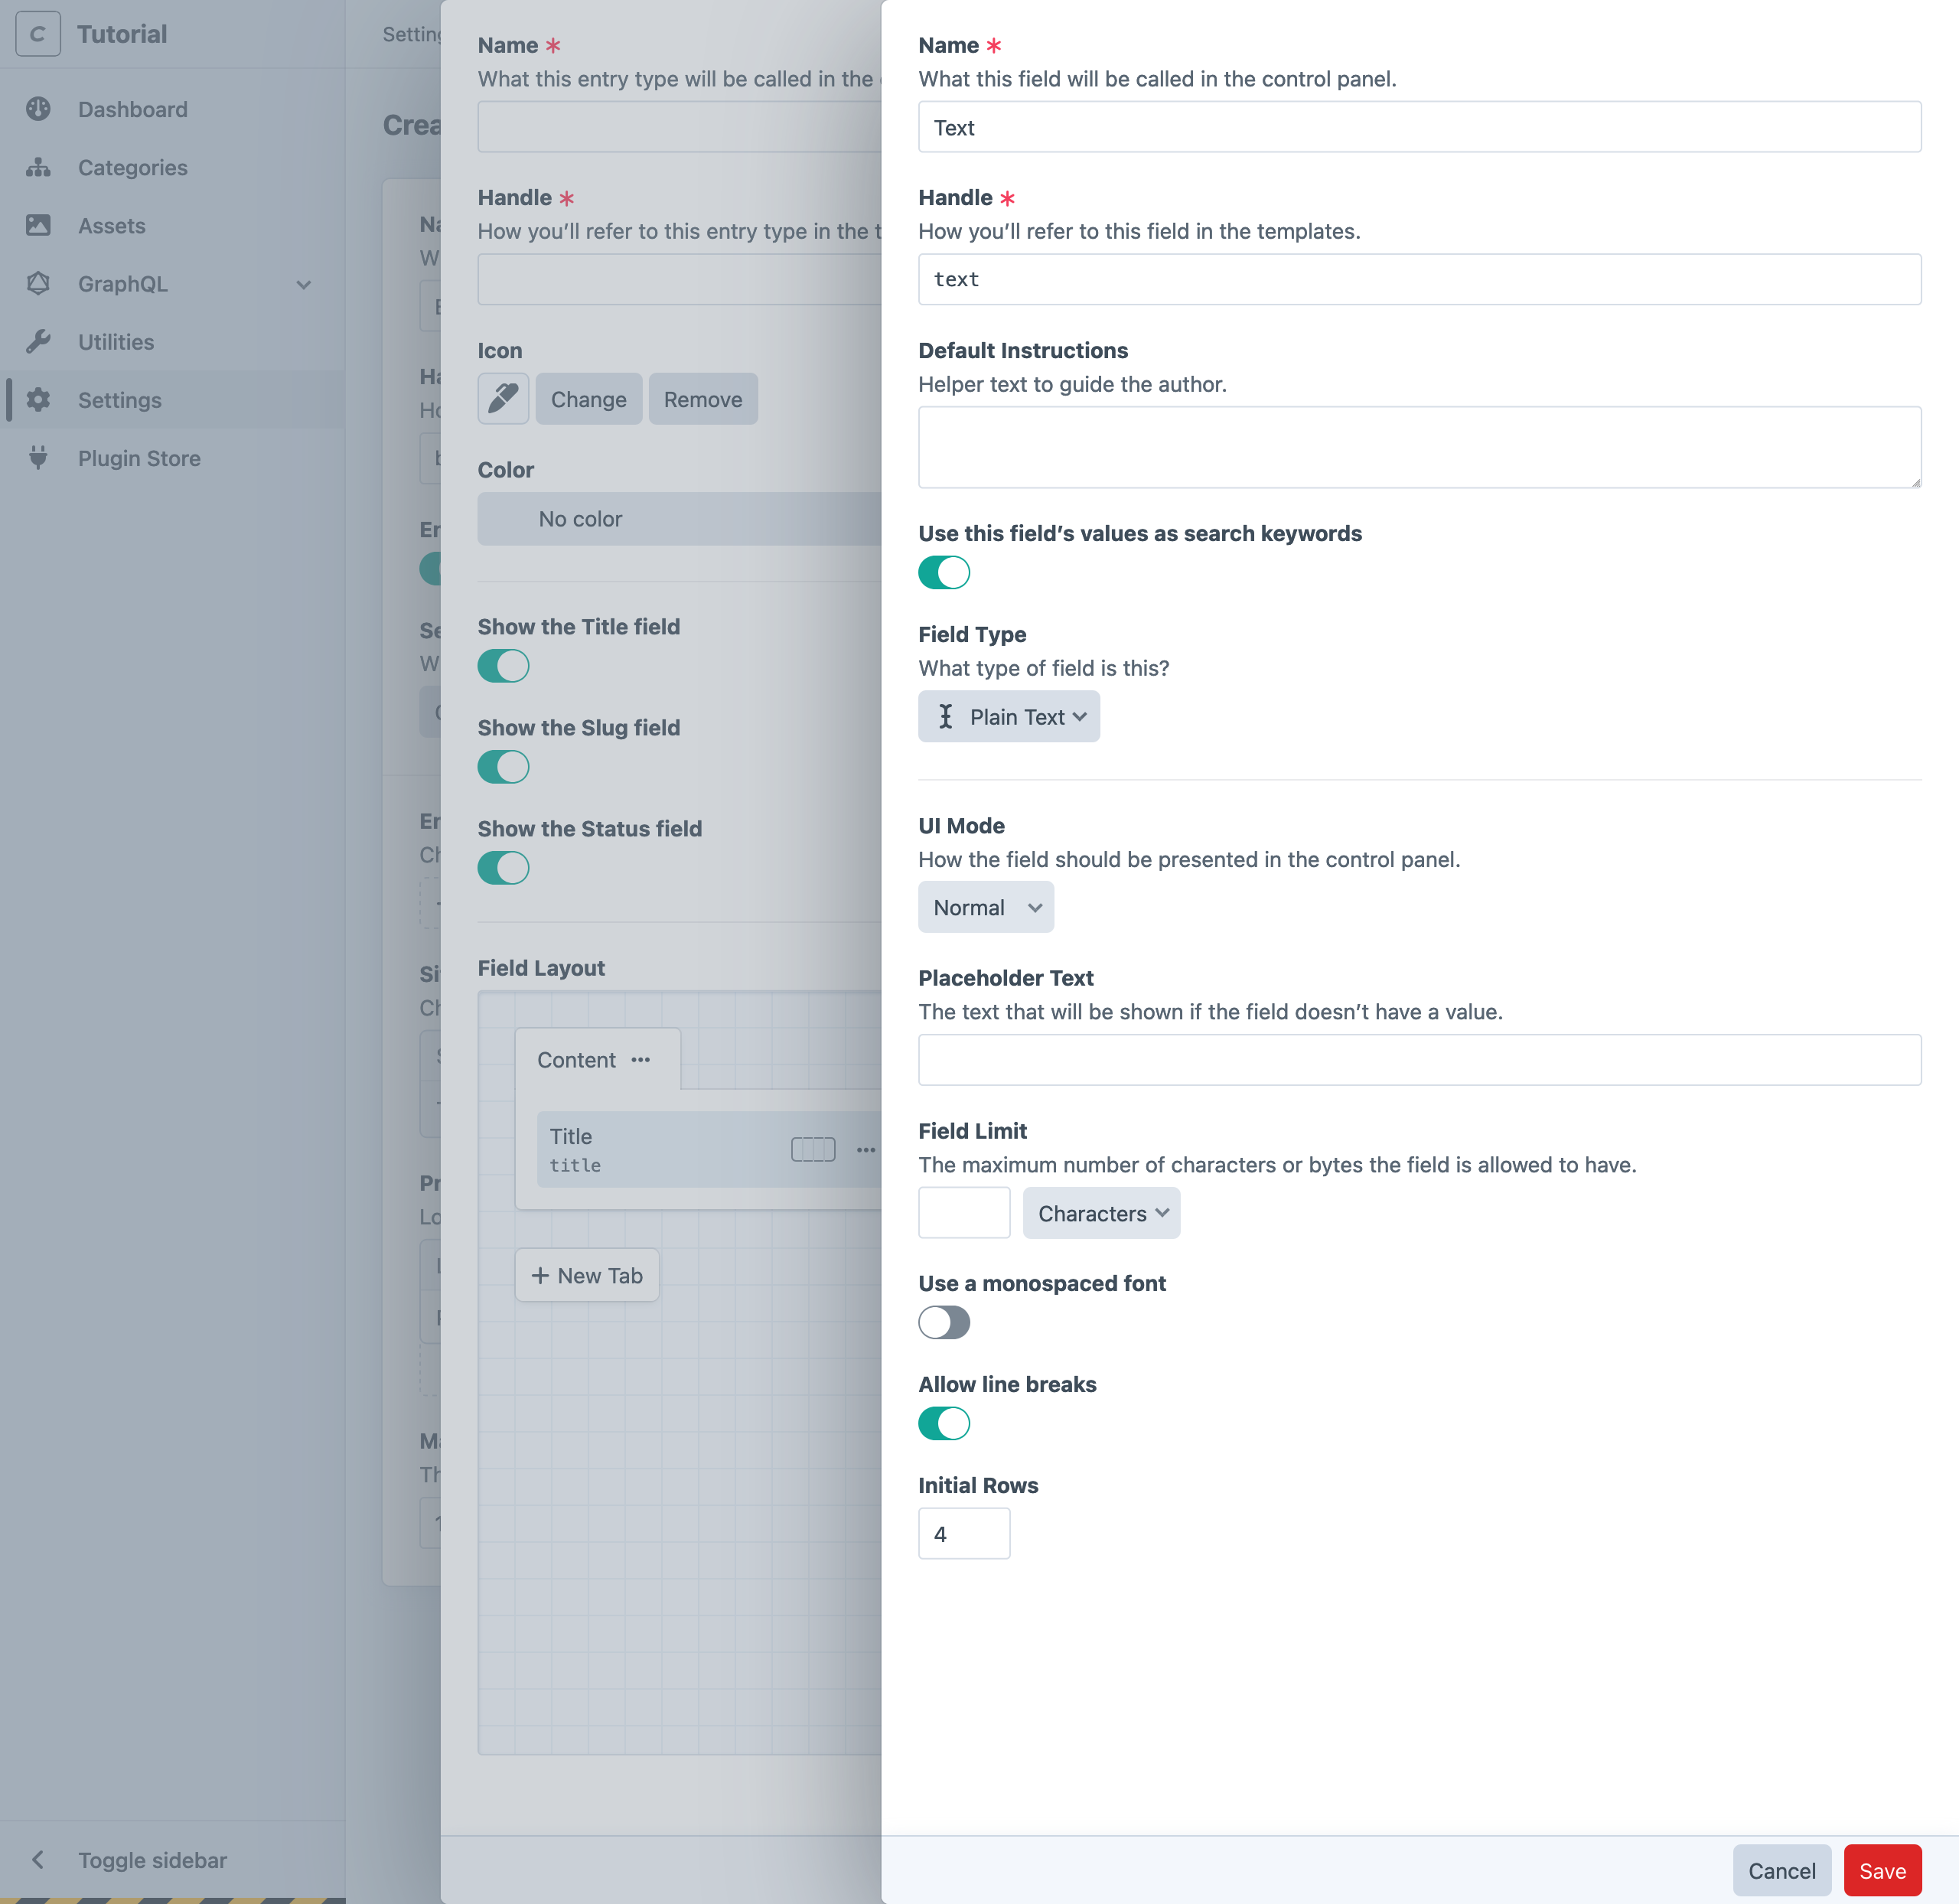 C
Tutorial
Dashboard
Categories
Assets
GraphQL
Utilities
Settings
Plugin Store
Toggle sidebar
Name *
What this entry type will be called in the
Handle *
How you’ll refer to this entry type in the
Icon
Change
Remove
Color
No color
Show the Title field
Show the Slug field
Show the Status field
Field Layout
Content
Title
title
+ New Tab
Name *
What this field will be called in the control panel.
Text
Handle *
How you’ll refer to this field in the templates.
text
Default Instructions
Helper text to guide the author.
Use this field’s values as search keywords
Field Type
What type of field is this?
Plain Text
UI Mode
How the field should be presented in the control panel.
Normal
Placeholder Text
The text that will be shown if the field doesn’t have a value.
Field Limit
The maximum number of characters or bytes the field is allowed to have.
Characters
Use a monospaced font
Allow line breaks
Initial Rows
4
Cancel
Save